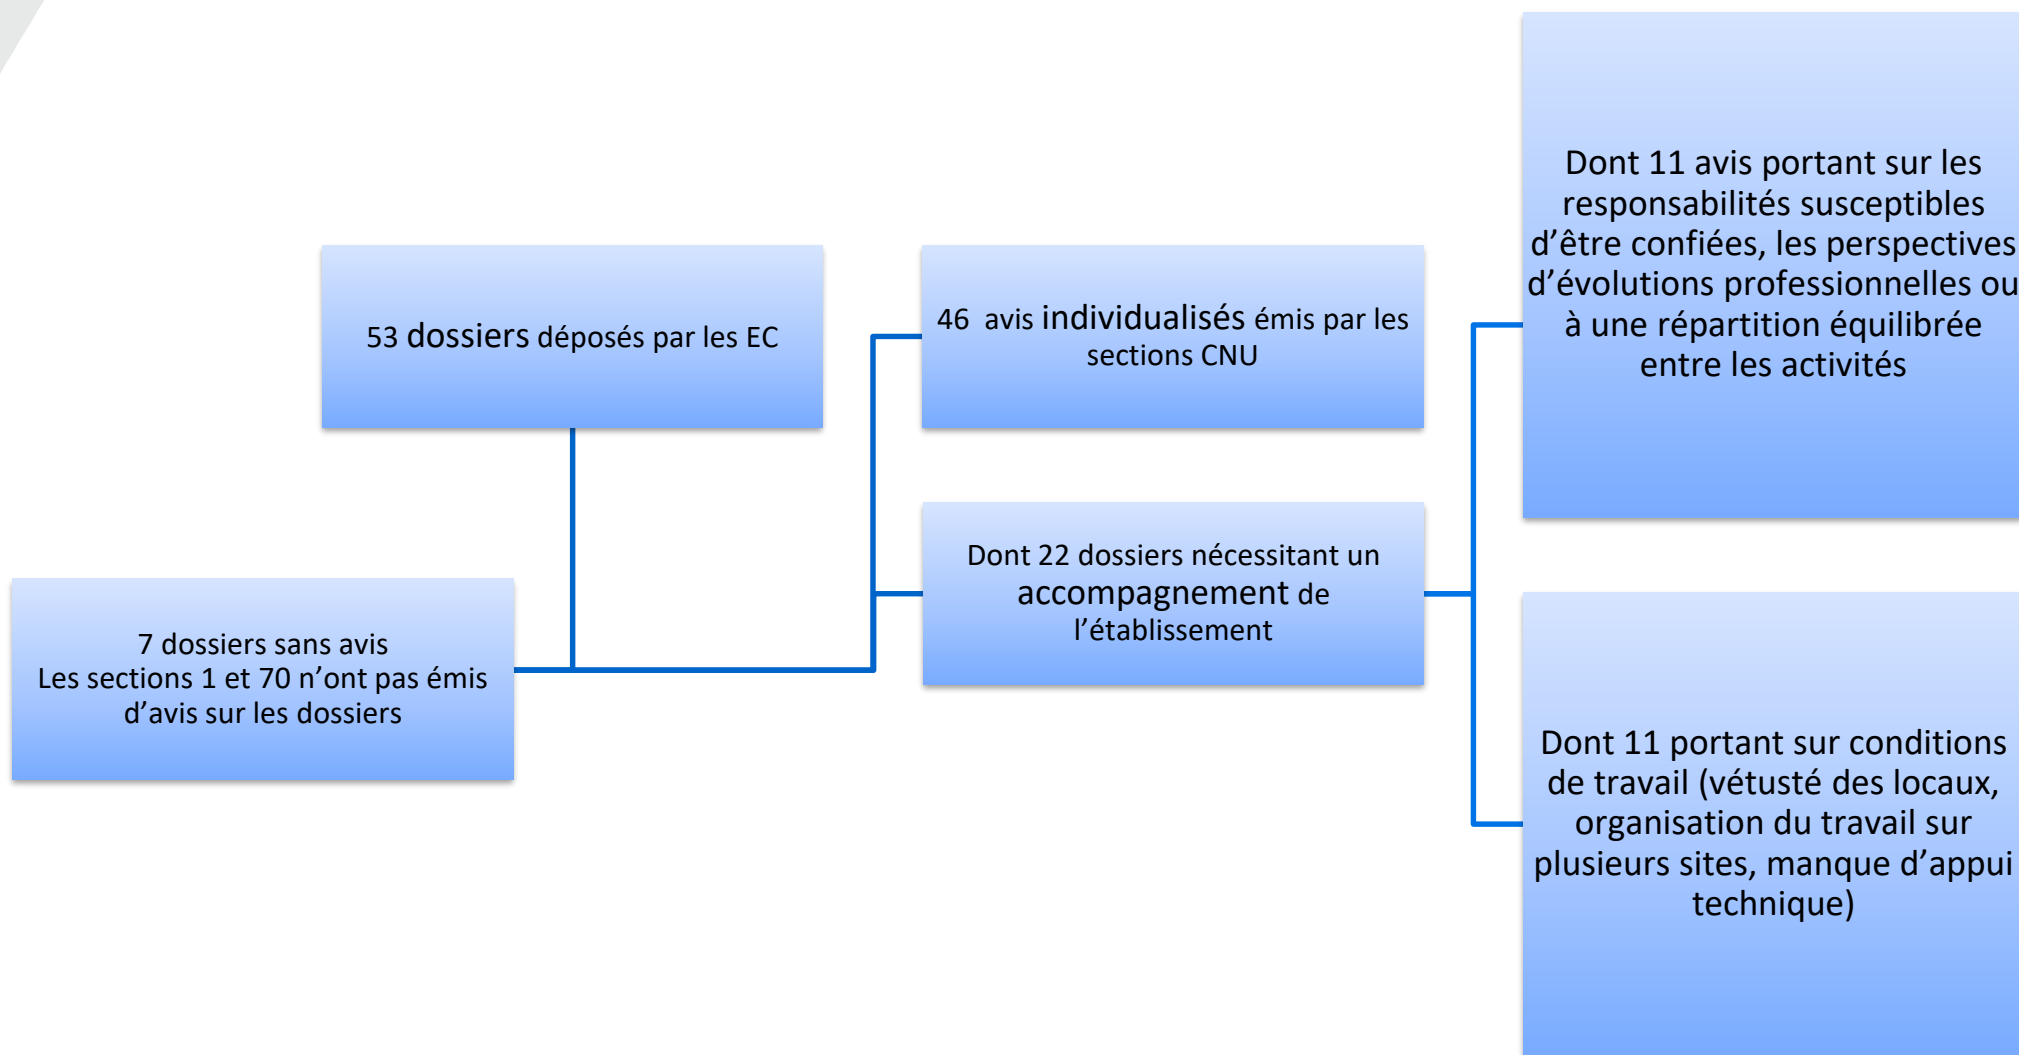 53 dossiers déposés par les EC
7 dossiers sans avis
Les sections 1 et 70 n’ont pas émis
d’avis sur les dossiers
46 avis individualisés émis par les
sections CNU
Dont 22 dossiers nécessitant un
accompagnement de
l’établissement
Dont 11 avis portant sur les
responsabilités susceptibles
d’être confiées, les perspectives
d’évolutions professionnelles ou
à une répartition équilibrée
entre les activités
Dont 11 portant sur conditions
de travail (vétusté des locaux,
organisation du travail sur
plusieurs sites, manque d’appui
technique)